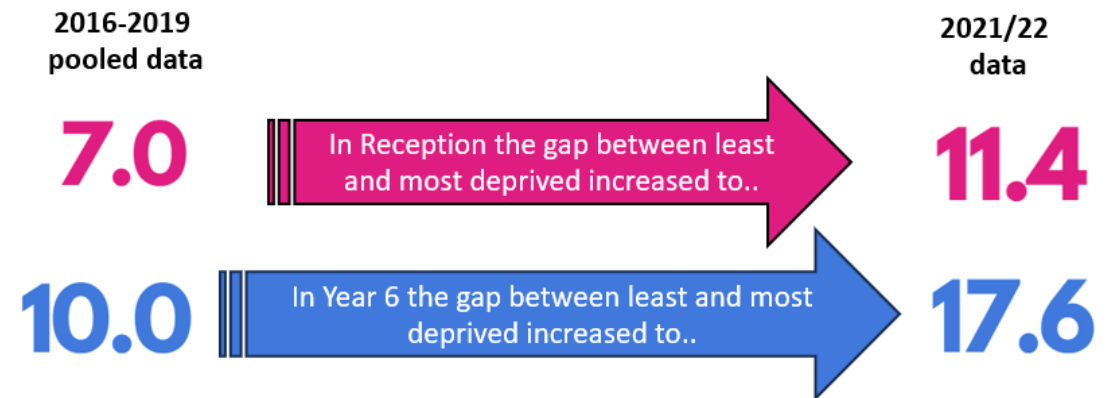 2016-2019
pooled data
2021/22
data
7.0
In Reception the gap between least
and most deprived increased to..
11.4
10.0
In Year 6 the gap between least and most
deprived increased to..
17.6